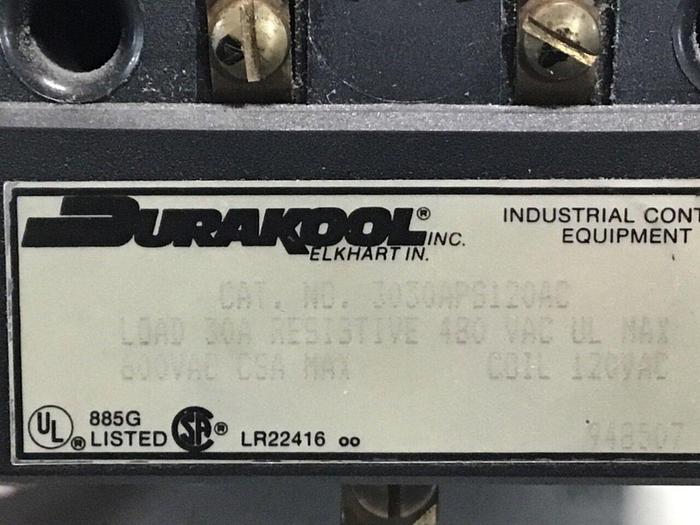 DURAKOOL® INC.
ELKHART IN.
INDUSTRIAL CONT
EQUIPMENT
CAT. NO. 3030APS120AC
LOAD 30A RESISTIVE 480 VAC UL MAX
600VAC CSA MAX COIL 120VAC
UL ® 885G LISTED SA ® LR22416 oo
948507